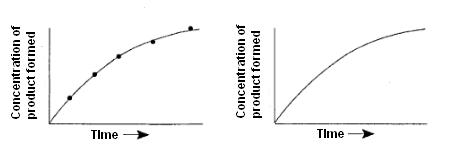 Concentration of
product formed
Time
Concentration of
product formed
Time